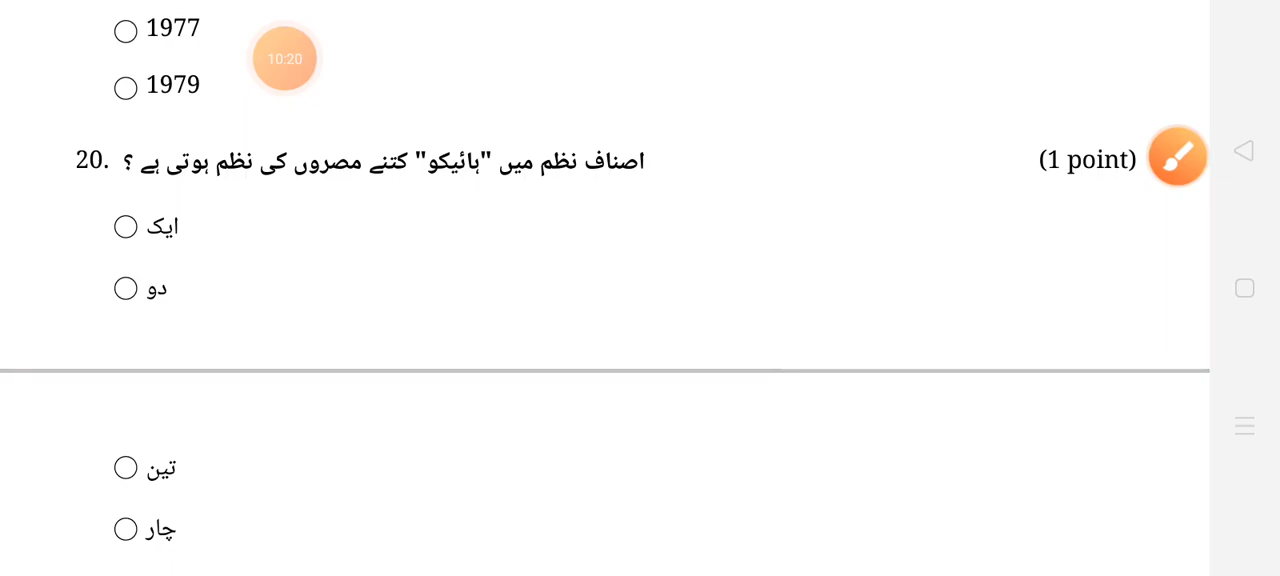 1977
10:20
1979
20. اصناف نظم میں "ہائیکو" کتنے مصروں کی نظم ہوتی ہے ؟ (1 point)
ایک
دو
تین
چار